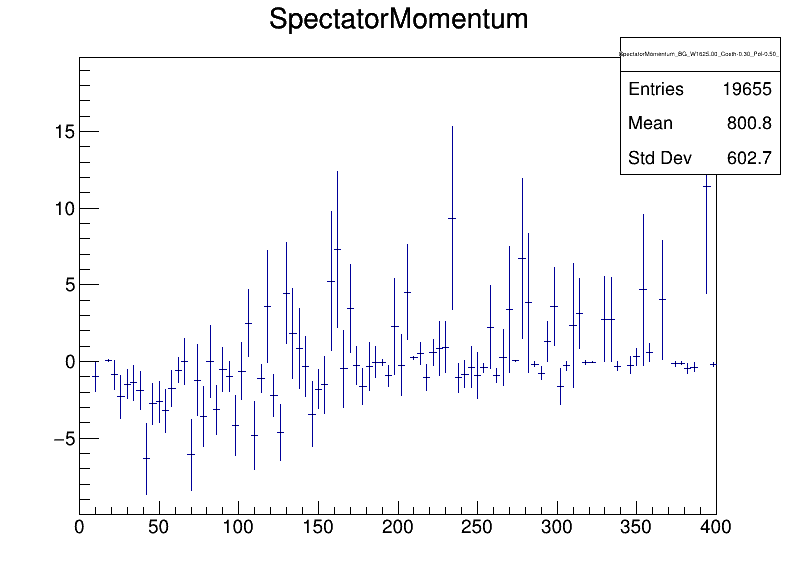 SpectatorMomentum
SpectatorMomentum_BG_W1625.00_Costh-0.30_Pol-0.50_
Entries 19655
Mean 800.8
Std Dev 602.7
15
10
5
0
−5
0 50 100 150 200 250 300 350 400